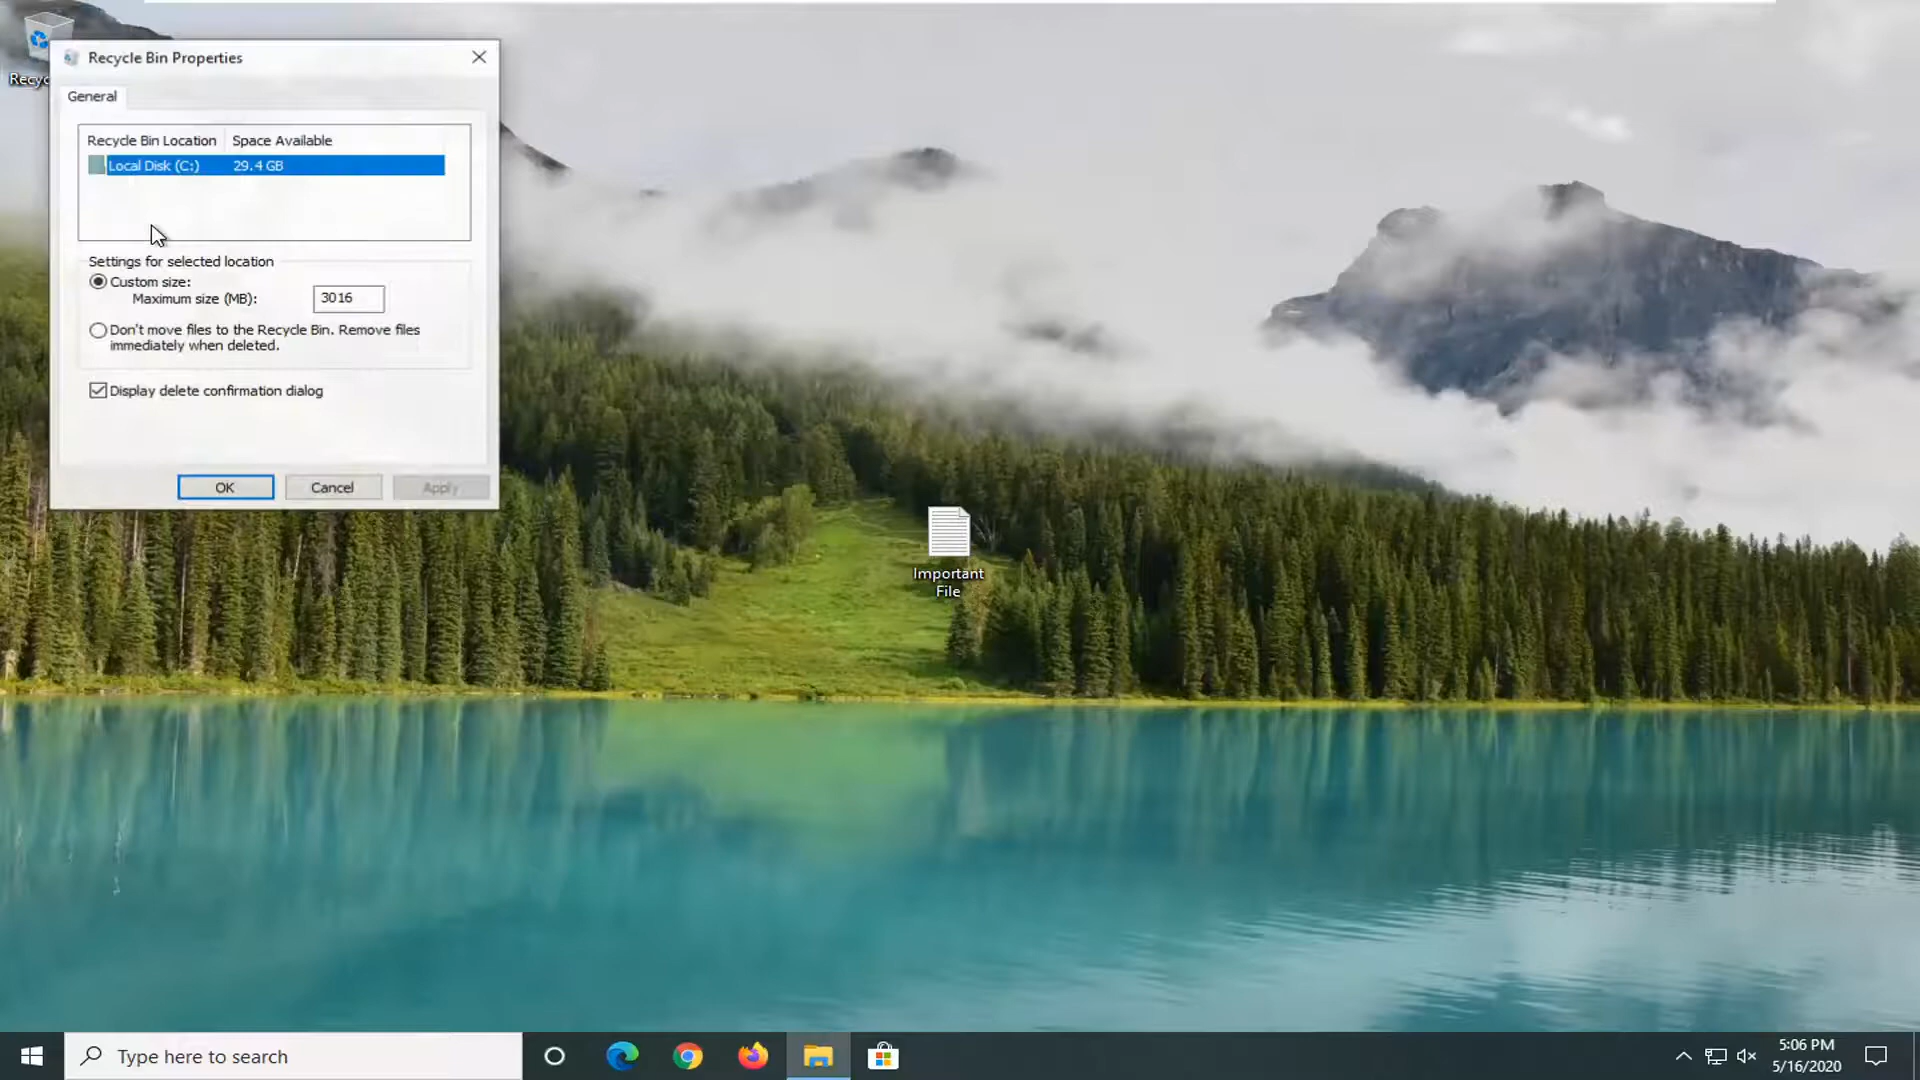 Recyc
Recycle Bin Properties
General
Recycle Bin Location Space Available
Local Disk (C:) 29.4 GB
Settings for selected location
Custom size:
Maximum size (MB): 3016
Don't move files to the Recycle Bin. Remove files
immediately when deleted.
Display delete confirmation dialog
OK Cancel Apply
Important
File
Type here to search
5:06 PM
5/16/2020